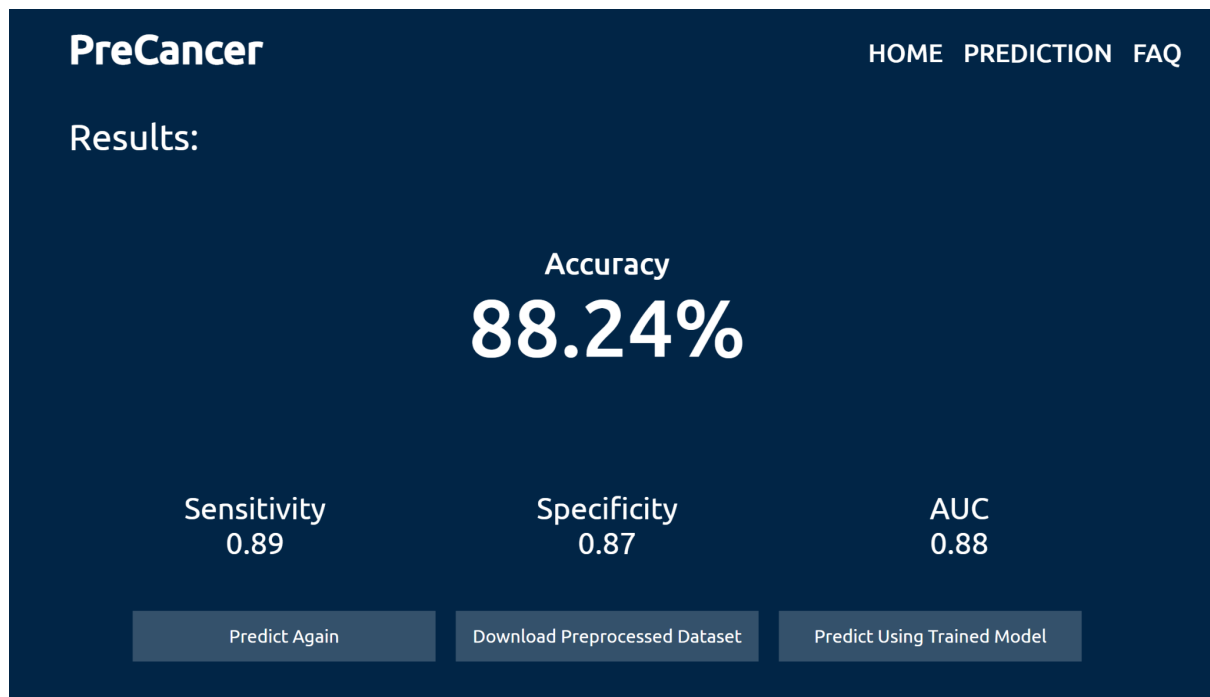 PreCancer
HOME PREDICTION FAQ
Results:
Accuracy
88.24%
Sensitivity
0.89
Specificity
0.87
AUC
0.88
Predict Again
Download Preprocessed Dataset
Predict Using Trained Model